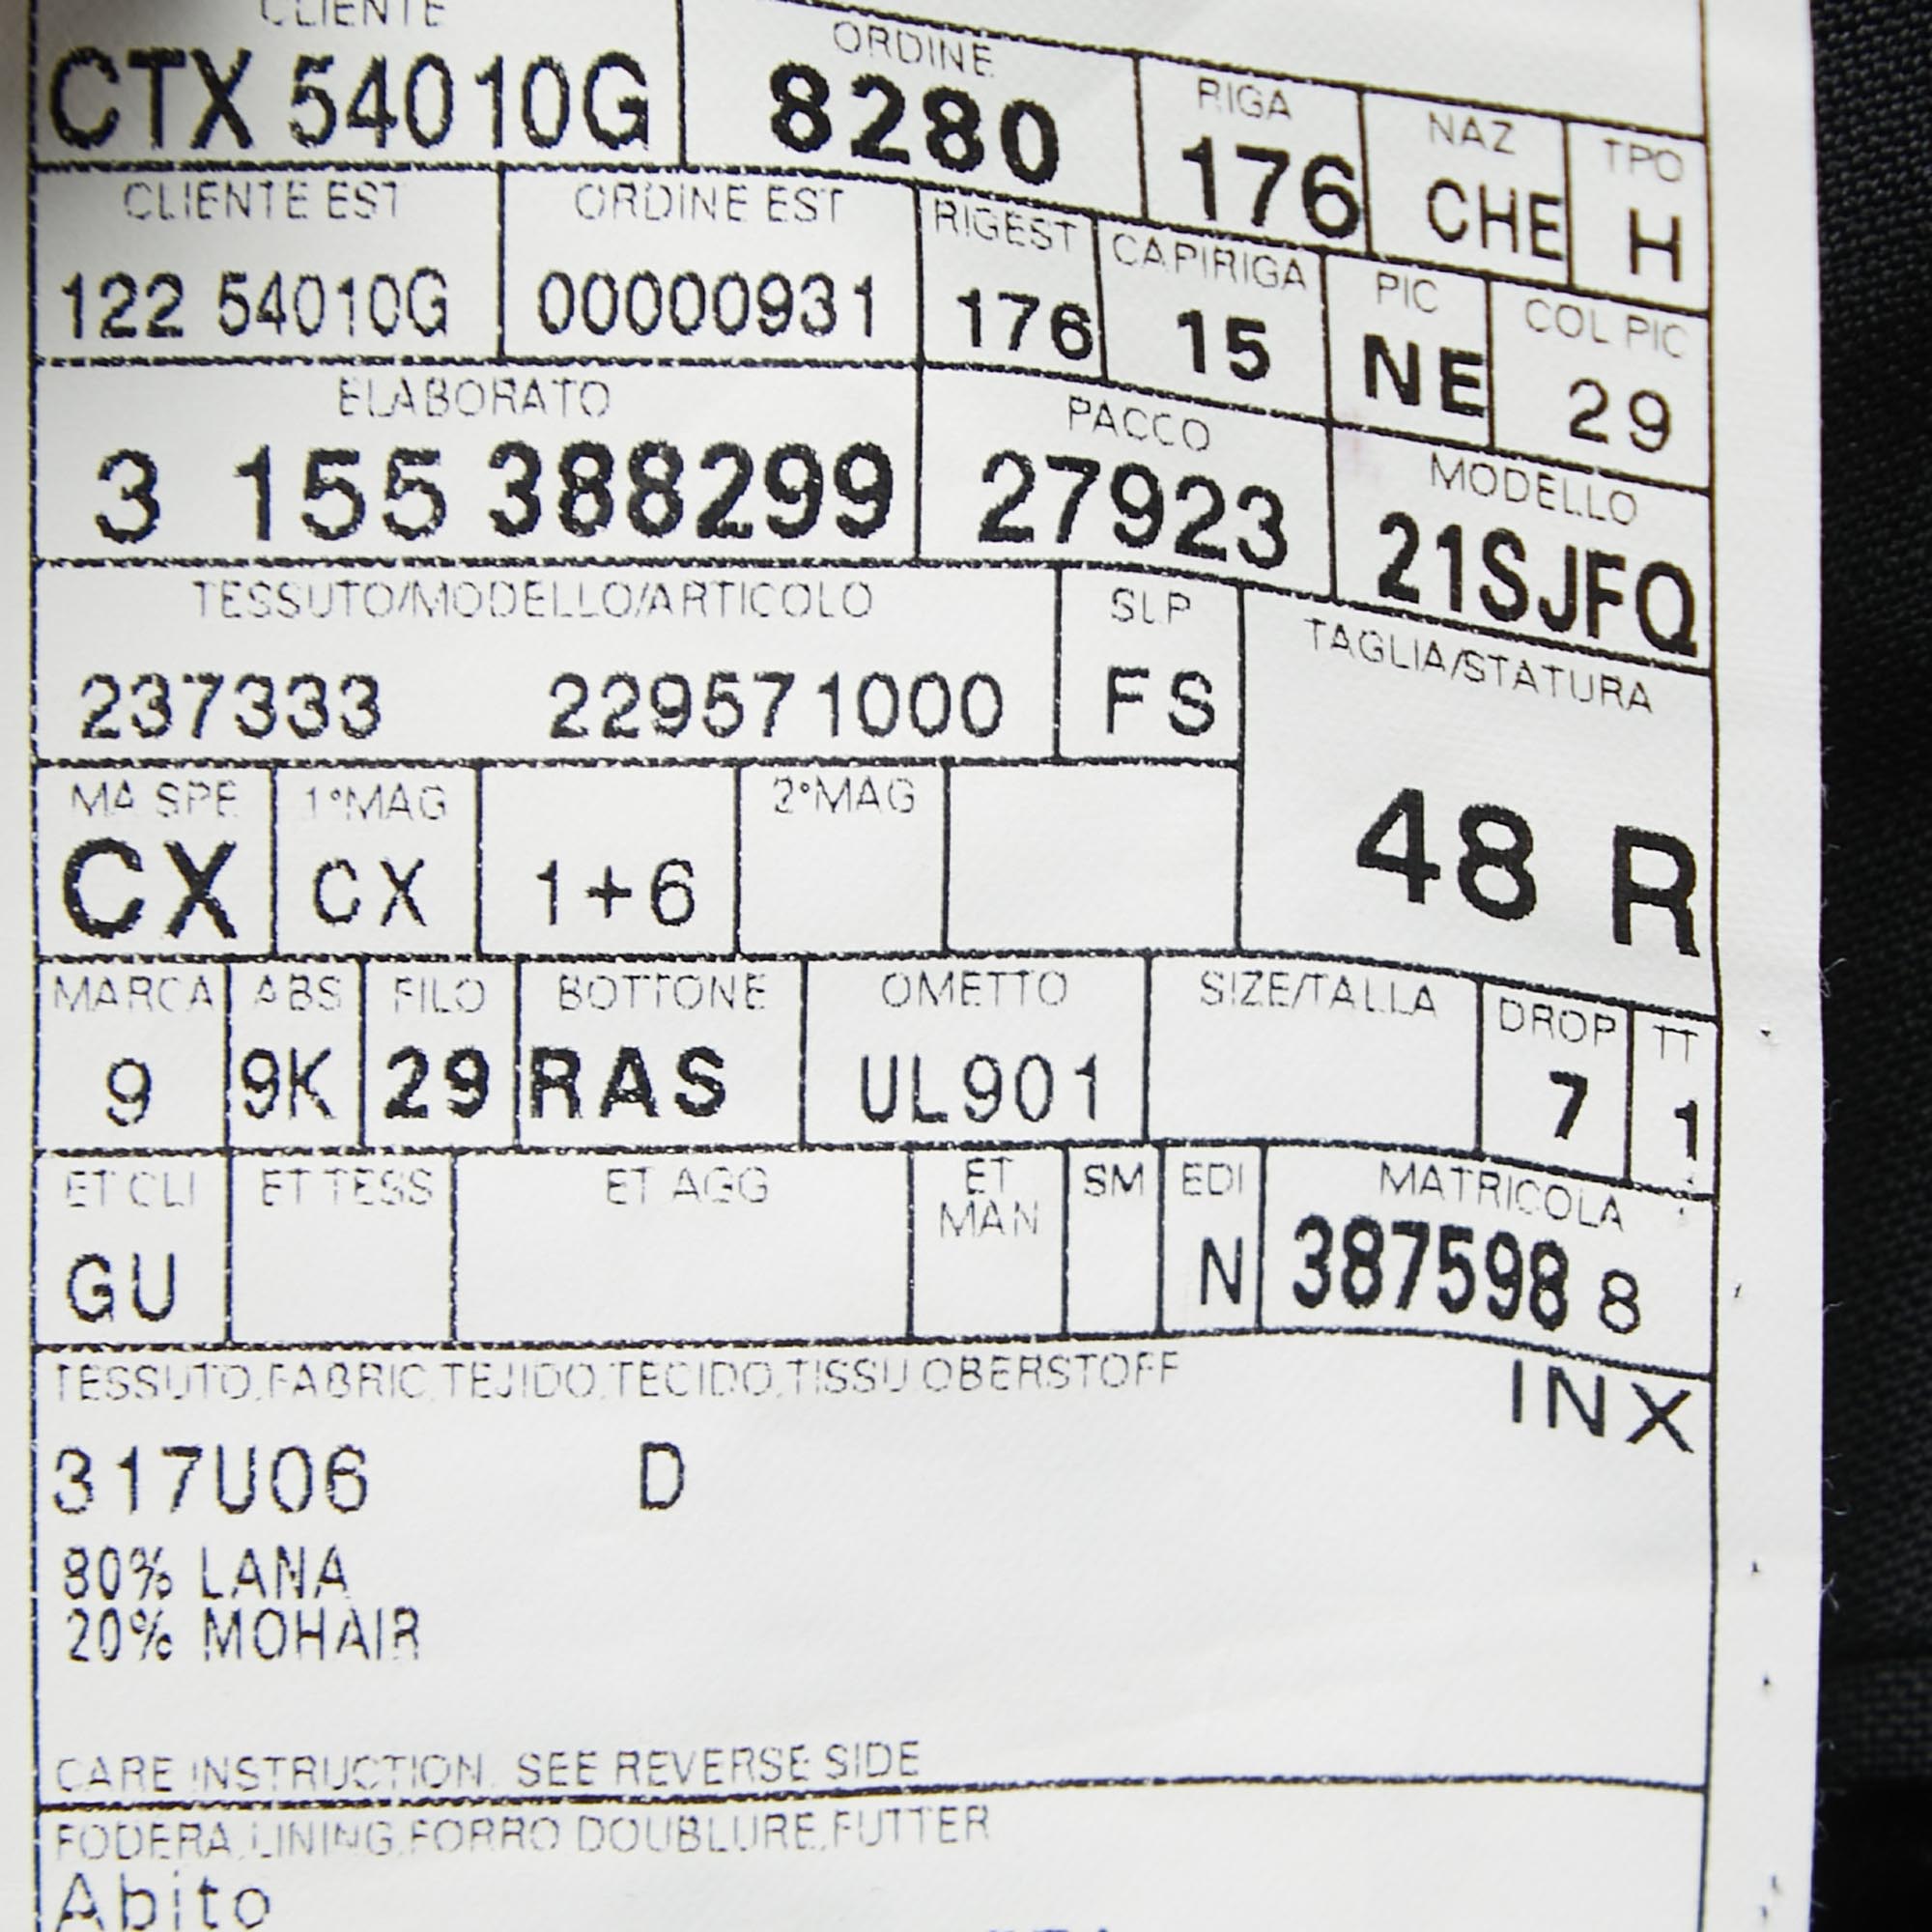 CLIENTE ORDINE RIGA NAZ TPO
CTX 54010G 8280 176 CHE H
CLIENTE EST ORDINE EST RIGEST CAPIRIGA PIC COL PIC
122 54010G 00000931 176 15 NE 29
ELABORATO PACCO MODELLO
3 155 388299 27923 21SJFQ
TESSUTO/MODELLO/ARTICOLO SLP TAGLIA/STATURA
237333 229571000 FS
MA SPE 1°MAG 2°MAG
CX CX 1+6 48 R
MARCA ABS FILO BOTTONE OMETTO SIZE/TALLA DROP TT
9 9K 29 RAS UL901 7 1
ET CLI ET TESS ET AGG ET MAN SM EDI MATRICOLA
GU N 387598 8
TESSUTO,FABRIC,TEJIDO,TECIDO,TISSU,OBERSTOFF
INX
317U06 D
80% LANA
20% MOHAIR
CARE INSTRUCTION. SEE REVERSE SIDE
FODERA,LINING,FORRO DOUBLURE,FUTTER
Abito